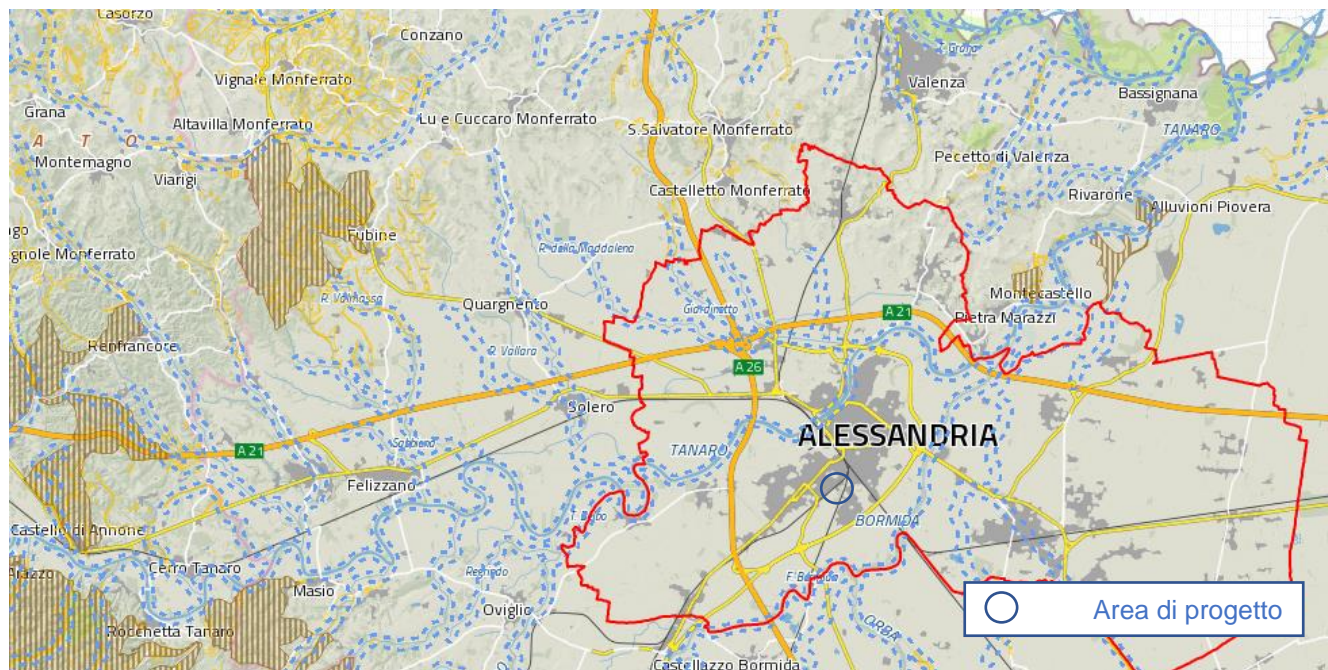 Casorzo
Conzano
T. Grana
Vignale Monferrato
Valenza
Bassignana
Grana
Altavilla Monferrato
Lu e Cuccaro Monferrato
S.Salvatore Monferrato
TANARO
A T O
Montemagno
Viarigi
Pecetto di Valenza
Castelletto Monferrato
Rivarone
Alluvioni Piovera
Fubine
R. della Maddalena
gnole Monferrato
R. Valmassa
Quargnento
Giardinetto
Montecastello
A 21
Pietra Marazzi
Renfrancore
R. Vallara
A 26
Solero
ALESSANDRIA
A 21
TANARO
Felizzano
Castello di Annone
BORMIDA
Arazzo
Cerro Tanaro
Masio
Oviglio
F. Bormida
Area di progetto
Rocchetta Tanaro
ORBA
Castellazzo Bormida